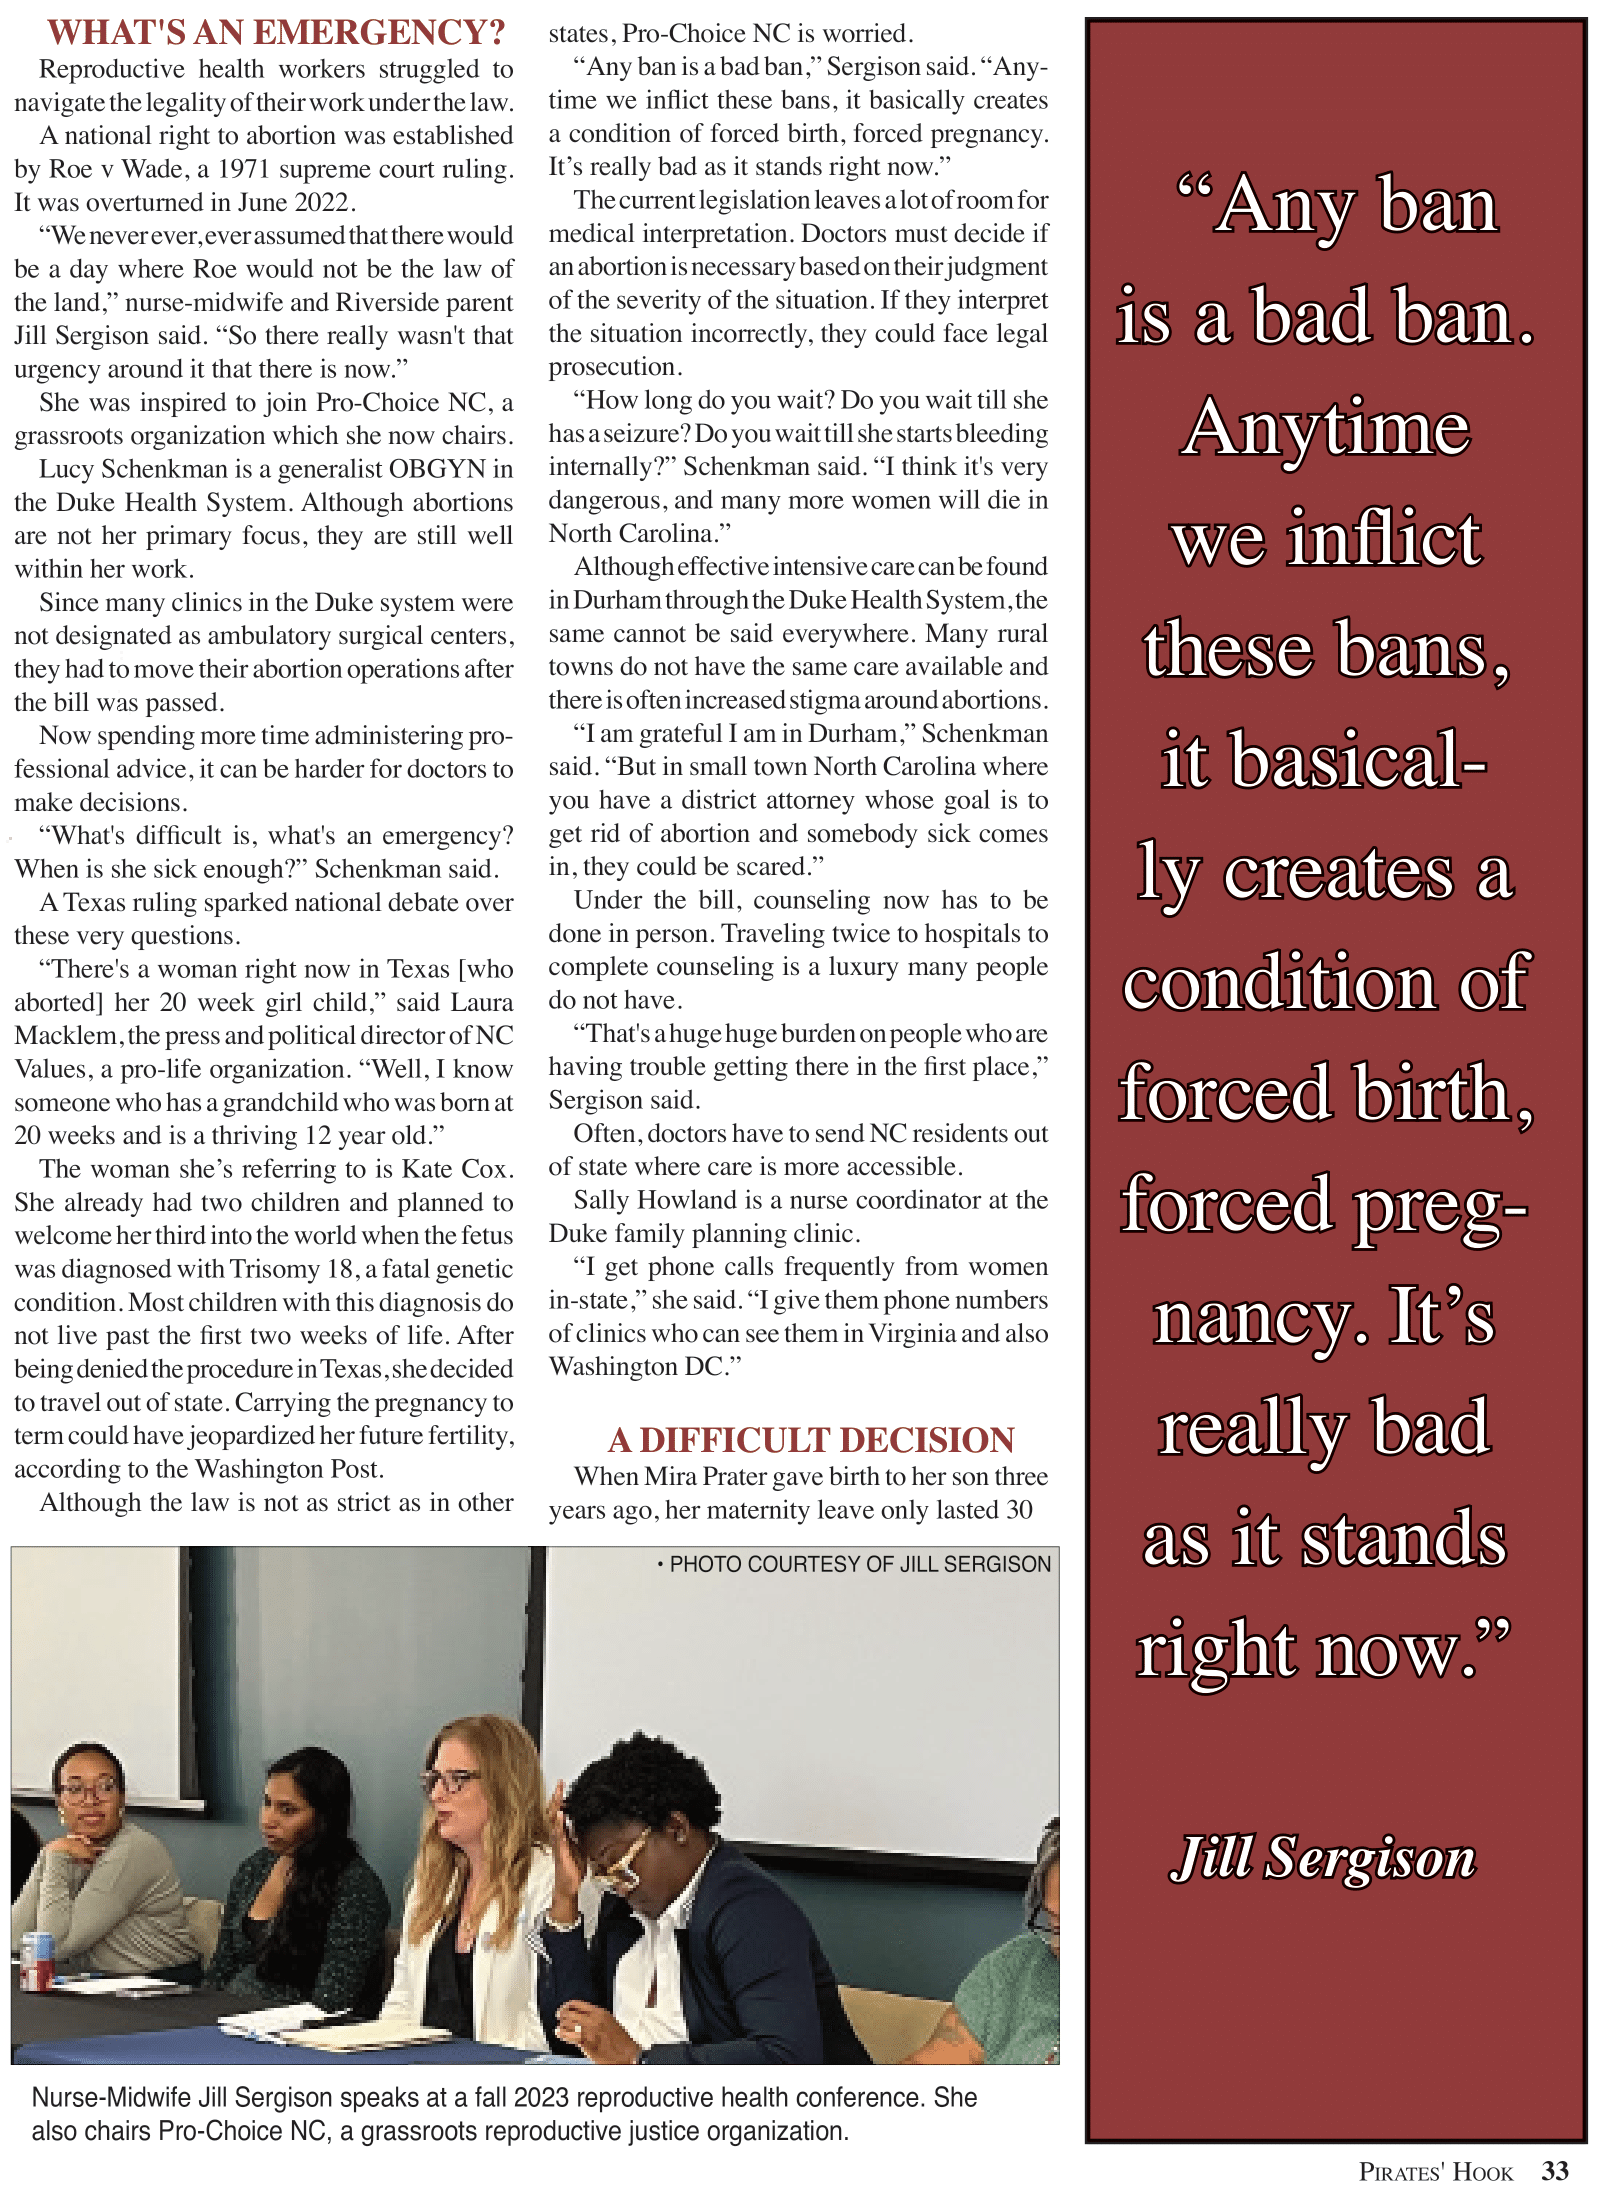 WHAT'S AN EMERGENCY?
Reproductive health workers struggled to
navigate the legality of their work under the law.
A national right to abortion was established
by Roe v Wade, a 1971 supreme court ruling.
It was overturned in June 2022.
“We never ever, ever assumed that there would
be a day where Roe would not be the law of
the land,” nurse-midwife and Riverside parent
Jill Sergison said. “So there really wasn't that
urgency around it that there is now.”
She was inspired to join Pro-Choice NC, a
grassroots organization which she now chairs.
Lucy Schenkman is a generalist OBGYN in
the Duke Health System. Although abortions
are not her primary focus, they are still well
within her work.
Since many clinics in the Duke system were
not designated as ambulatory surgical centers,
they had to move their abortion operations after
the bill was passed.
Now spending more time administering pro-
fessional advice, it can be harder for doctors to
make decisions.
“What's difficult is, what's an emergency?
When is she sick enough?” Schenkman said.
A Texas ruling sparked national debate over
these very questions.
“There's a woman right now in Texas [who
aborted] her 20 week girl child,” said Laura
Macklem, the press and political director of NC
Values, a pro-life organization. “Well, I know
someone who has a grandchild who was born at
20 weeks and is a thriving 12 year old.”
The woman she’s referring to is Kate Cox.
She already had two children and planned to
welcome her third into the world when the fetus
was diagnosed with Trisomy 18, a fatal genetic
condition. Most children with this diagnosis do
not live past the first two weeks of life. After
being denied the procedure in Texas, she decided
to travel out of state. Carrying the pregnancy to
term could have jeopardized her future fertility,
according to the Washington Post.
Although the law is not as strict as in other
states, Pro-Choice NC is worried.
“Any ban is a bad ban,” Sergison said. “Any-
time we inflict these bans, it basically creates
a condition of forced birth, forced pregnancy.
It’s really bad as it stands right now.”
The current legislation leaves a lot of room for
medical interpretation. Doctors must decide if
an abortion is necessary based on their judgment
of the severity of the situation. If they interpret
the situation incorrectly, they could face legal
prosecution.
“How long do you wait? Do you wait till she
has a seizure? Do you wait till she starts bleeding
internally?” Schenkman said. “I think it's very
dangerous, and many more women will die in
North Carolina.”
Although effective intensive care can be found
in Durham through the Duke Health System, the
same cannot be said everywhere. Many rural
towns do not have the same care available and
there is often increased stigma around abortions.
“I am grateful I am in Durham,” Schenkman
said. “But in small town North Carolina where
you have a district attorney whose goal is to
get rid of abortion and somebody sick comes
in, they could be scared.”
Under the bill, counseling now has to be
done in person. Traveling twice to hospitals to
complete counseling is a luxury many people
do not have.
“That's a huge huge burden on people who are
having trouble getting there in the first place,”
Sergison said.
Often, doctors have to send NC residents out
of state where care is more accessible.
Sally Howland is a nurse coordinator at the
Duke family planning clinic.
“I get phone calls frequently from women
in-state,” she said. “I give them phone numbers
of clinics who can see them in Virginia and also
Washington DC.”
A DIFFICULT DECISION
When Mira Prater gave birth to her son three
years ago, her maternity leave only lasted 30
“Any ban
is a bad ban.
Anytime
we inflict
these bans,
it basical-
ly creates a
condition of
forced birth,
forced preg-
nancy. It’s
really bad
as it stands
right now.”
Jill Sergison
• PHOTO COURTESY OF JILL SERGISON
Nurse-Midwife Jill Sergison speaks at a fall 2023 reproductive health conference. She
also chairs Pro-Choice NC, a grassroots reproductive justice organization.
PIRATES' HOOK 33